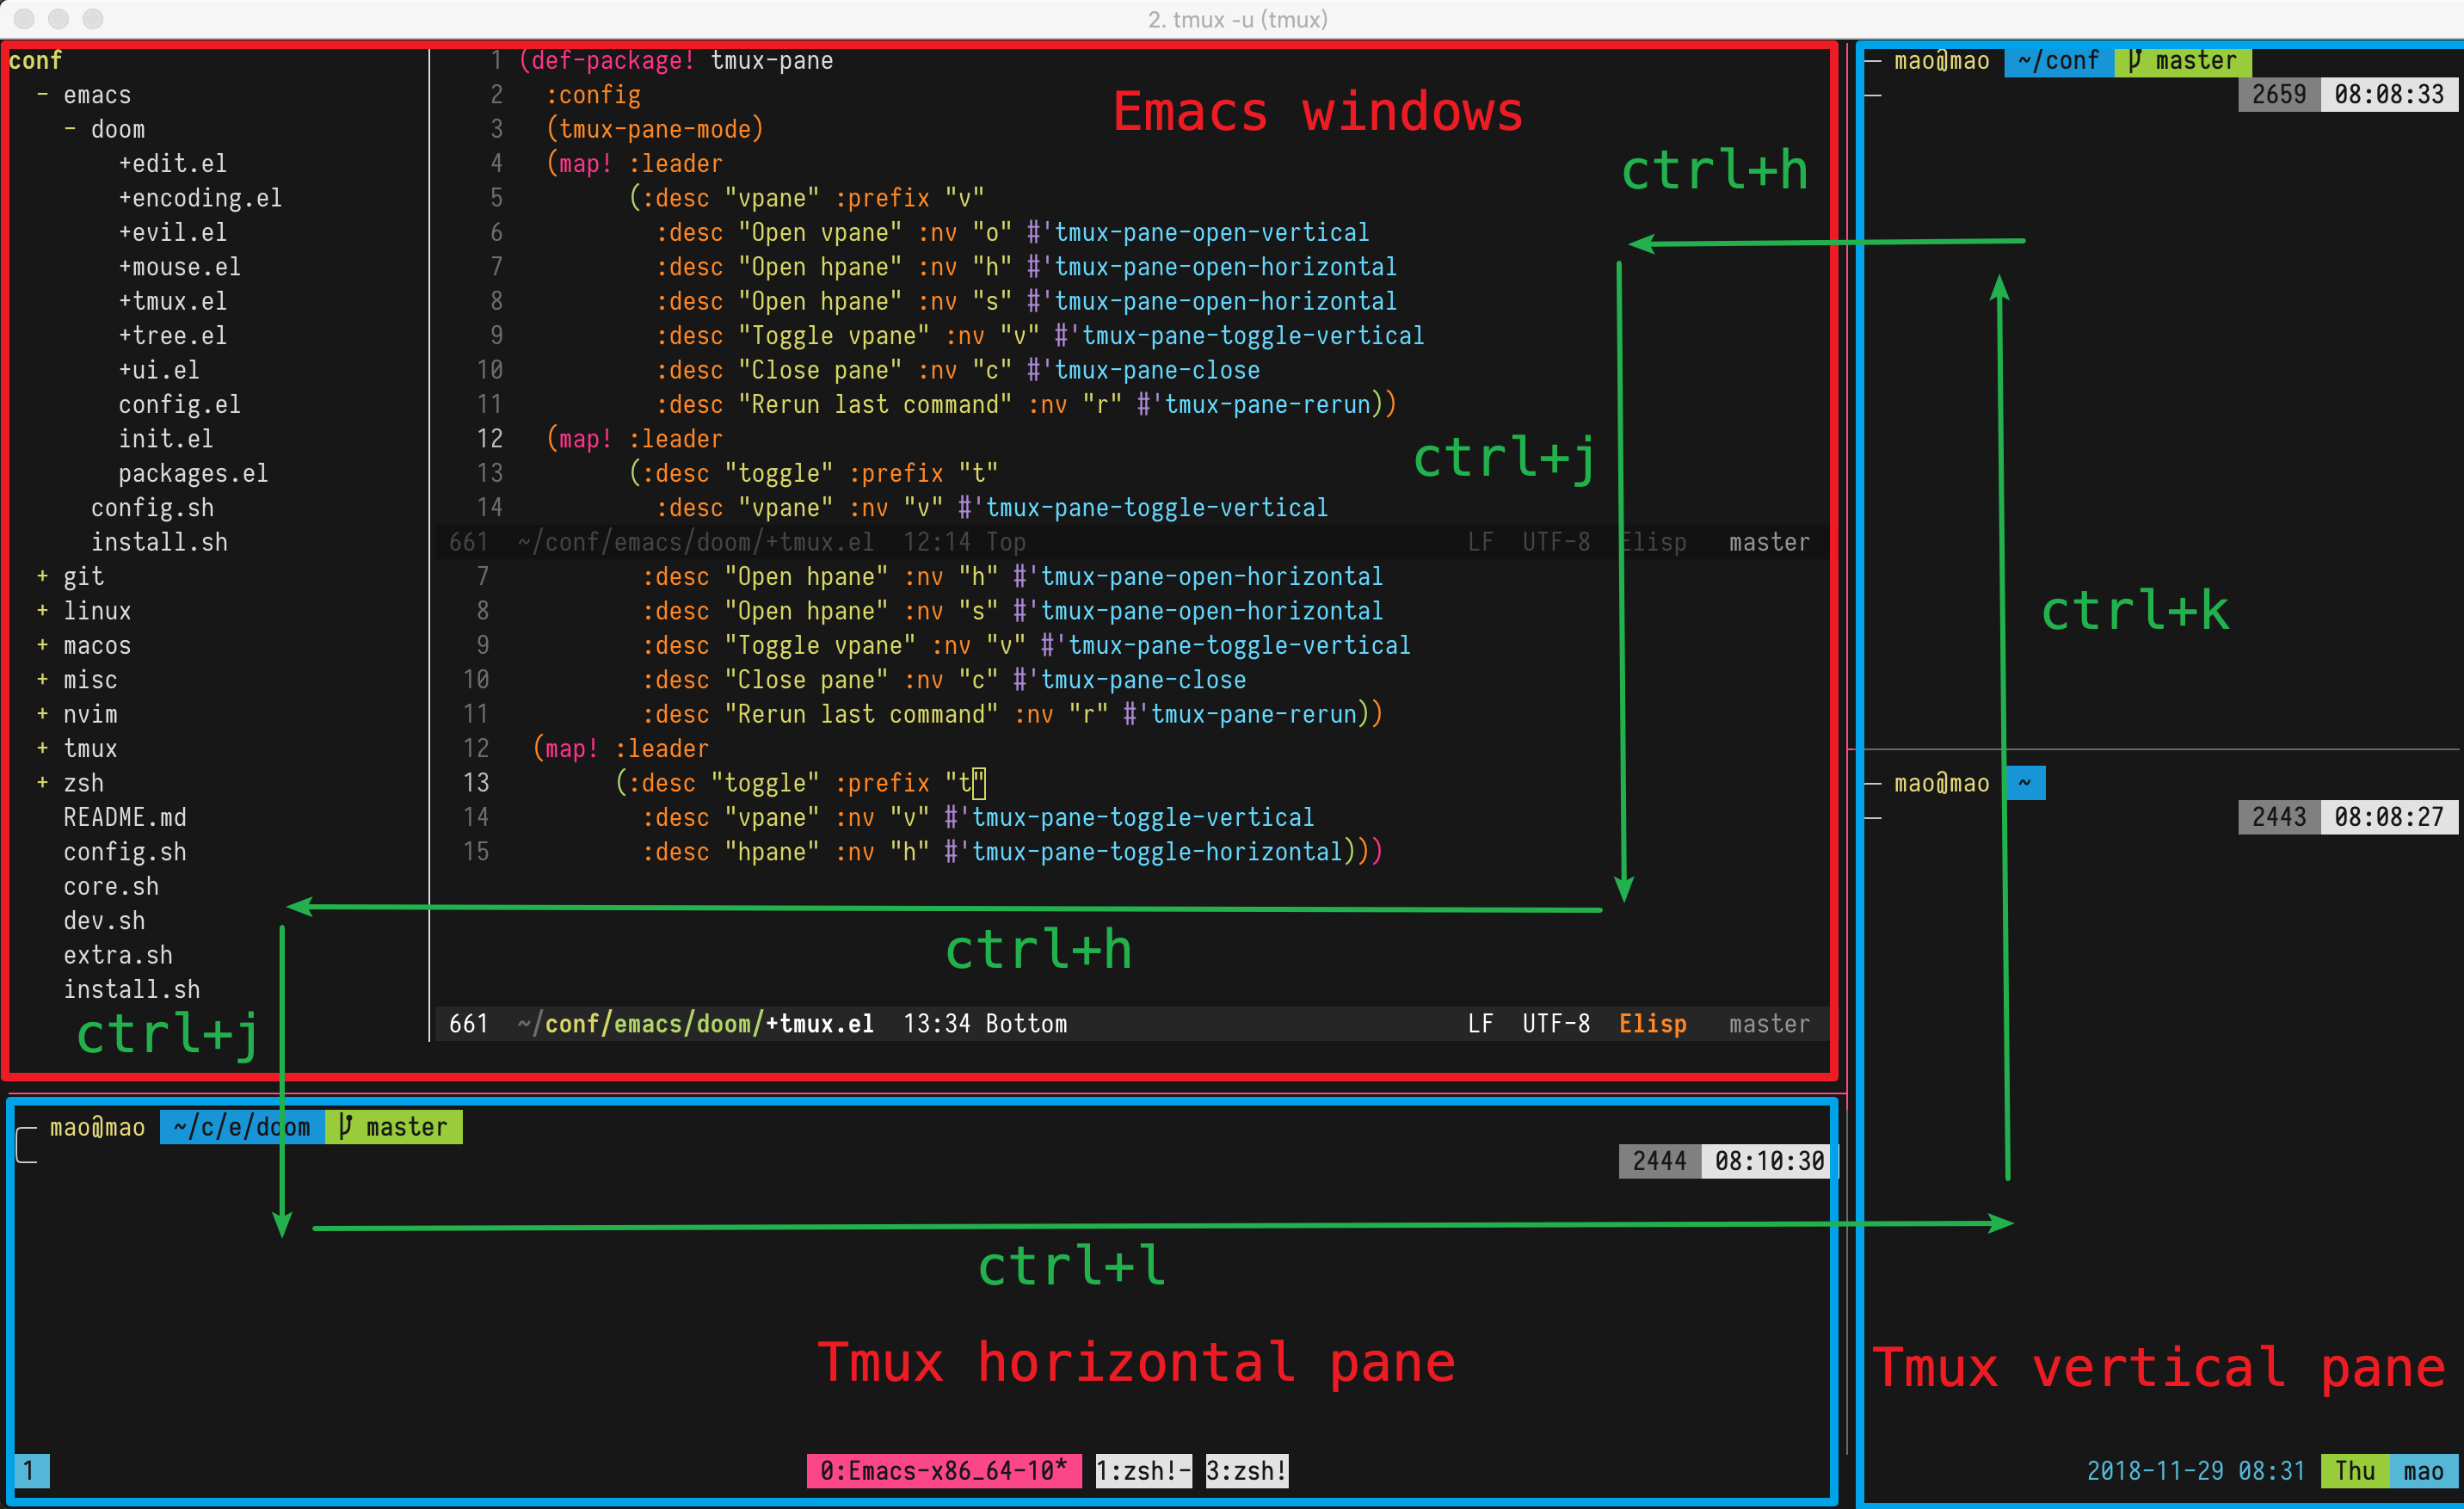 2. tmux -u (tmux)
conf
- emacs
- doom
+edit.el
+encoding.el
+evil.el
+mouse.el
+tmux.el
+tree.el
+ui.el
config.el
init.el
packages.el
config.sh
install.sh
+ git
+ linux
+ macos
+ misc
+ nvim
+ tmux
+ zsh
README.md
config.sh
core.sh
dev.sh
extra.sh
install.sh
ctrl+j
1 (def-package! tmux-pane
2 :config
3 (tmux-pane-mode)
4 (map! :leader
5 (:desc "vpane" :prefix "v"
6 :desc "Open vpane" :nv "o" #'tmux-pane-open-vertical
7 :desc "Open hpane" :nv "h" #'tmux-pane-open-horizontal
8 :desc "Open hpane" :nv "s" #'tmux-pane-open-horizontal
9 :desc "Toggle vpane" :nv "v" #'tmux-pane-toggle-vertical
10 :desc "Close pane" :nv "c" #'tmux-pane-close
11 :desc "Rerun last command" :nv "r" #'tmux-pane-rerun))
12 (map! :leader
13 (:desc "toggle" :prefix "t"
14 :desc "vpane" :nv "v" #'tmux-pane-toggle-vertical
661 ~/conf/emacs/doom/+tmux.el 12:14 Top LF UTF-8 Elisp master
7 :desc "Open hpane" :nv "h" #'tmux-pane-open-horizontal
8 :desc "Open hpane" :nv "s" #'tmux-pane-open-horizontal
9 :desc "Toggle vpane" :nv "v" #'tmux-pane-toggle-vertical
10 :desc "Close pane" :nv "c" #'tmux-pane-close
11 :desc "Rerun last command" :nv "r" #'tmux-pane-rerun))
12 (map! :leader
13 (:desc "toggle" :prefix "t"
14 :desc "vpane" :nv "v" #'tmux-pane-toggle-vertical
15 :desc "hpane" :nv "h" #'tmux-pane-toggle-horizontal)))
661 ~/conf/emacs/doom/+tmux.el 13:34 Bottom LF UTF-8 Elisp master
Emacs windows
ctrl+h
ctrl+j
ctrl+h
mao@mao ~/conf master
2659 08:08:33
ctrl+k
mao@mao ~
2443 08:08:27
Tmux vertical pane
mao@mao ~/c/e/doom master
2444 08:10:30
ctrl+l
Tmux horizontal pane
1 0:Emacs-x86_64-10* 1:zsh!- 3:zsh! 2018-11-29 08:31 Thu mao